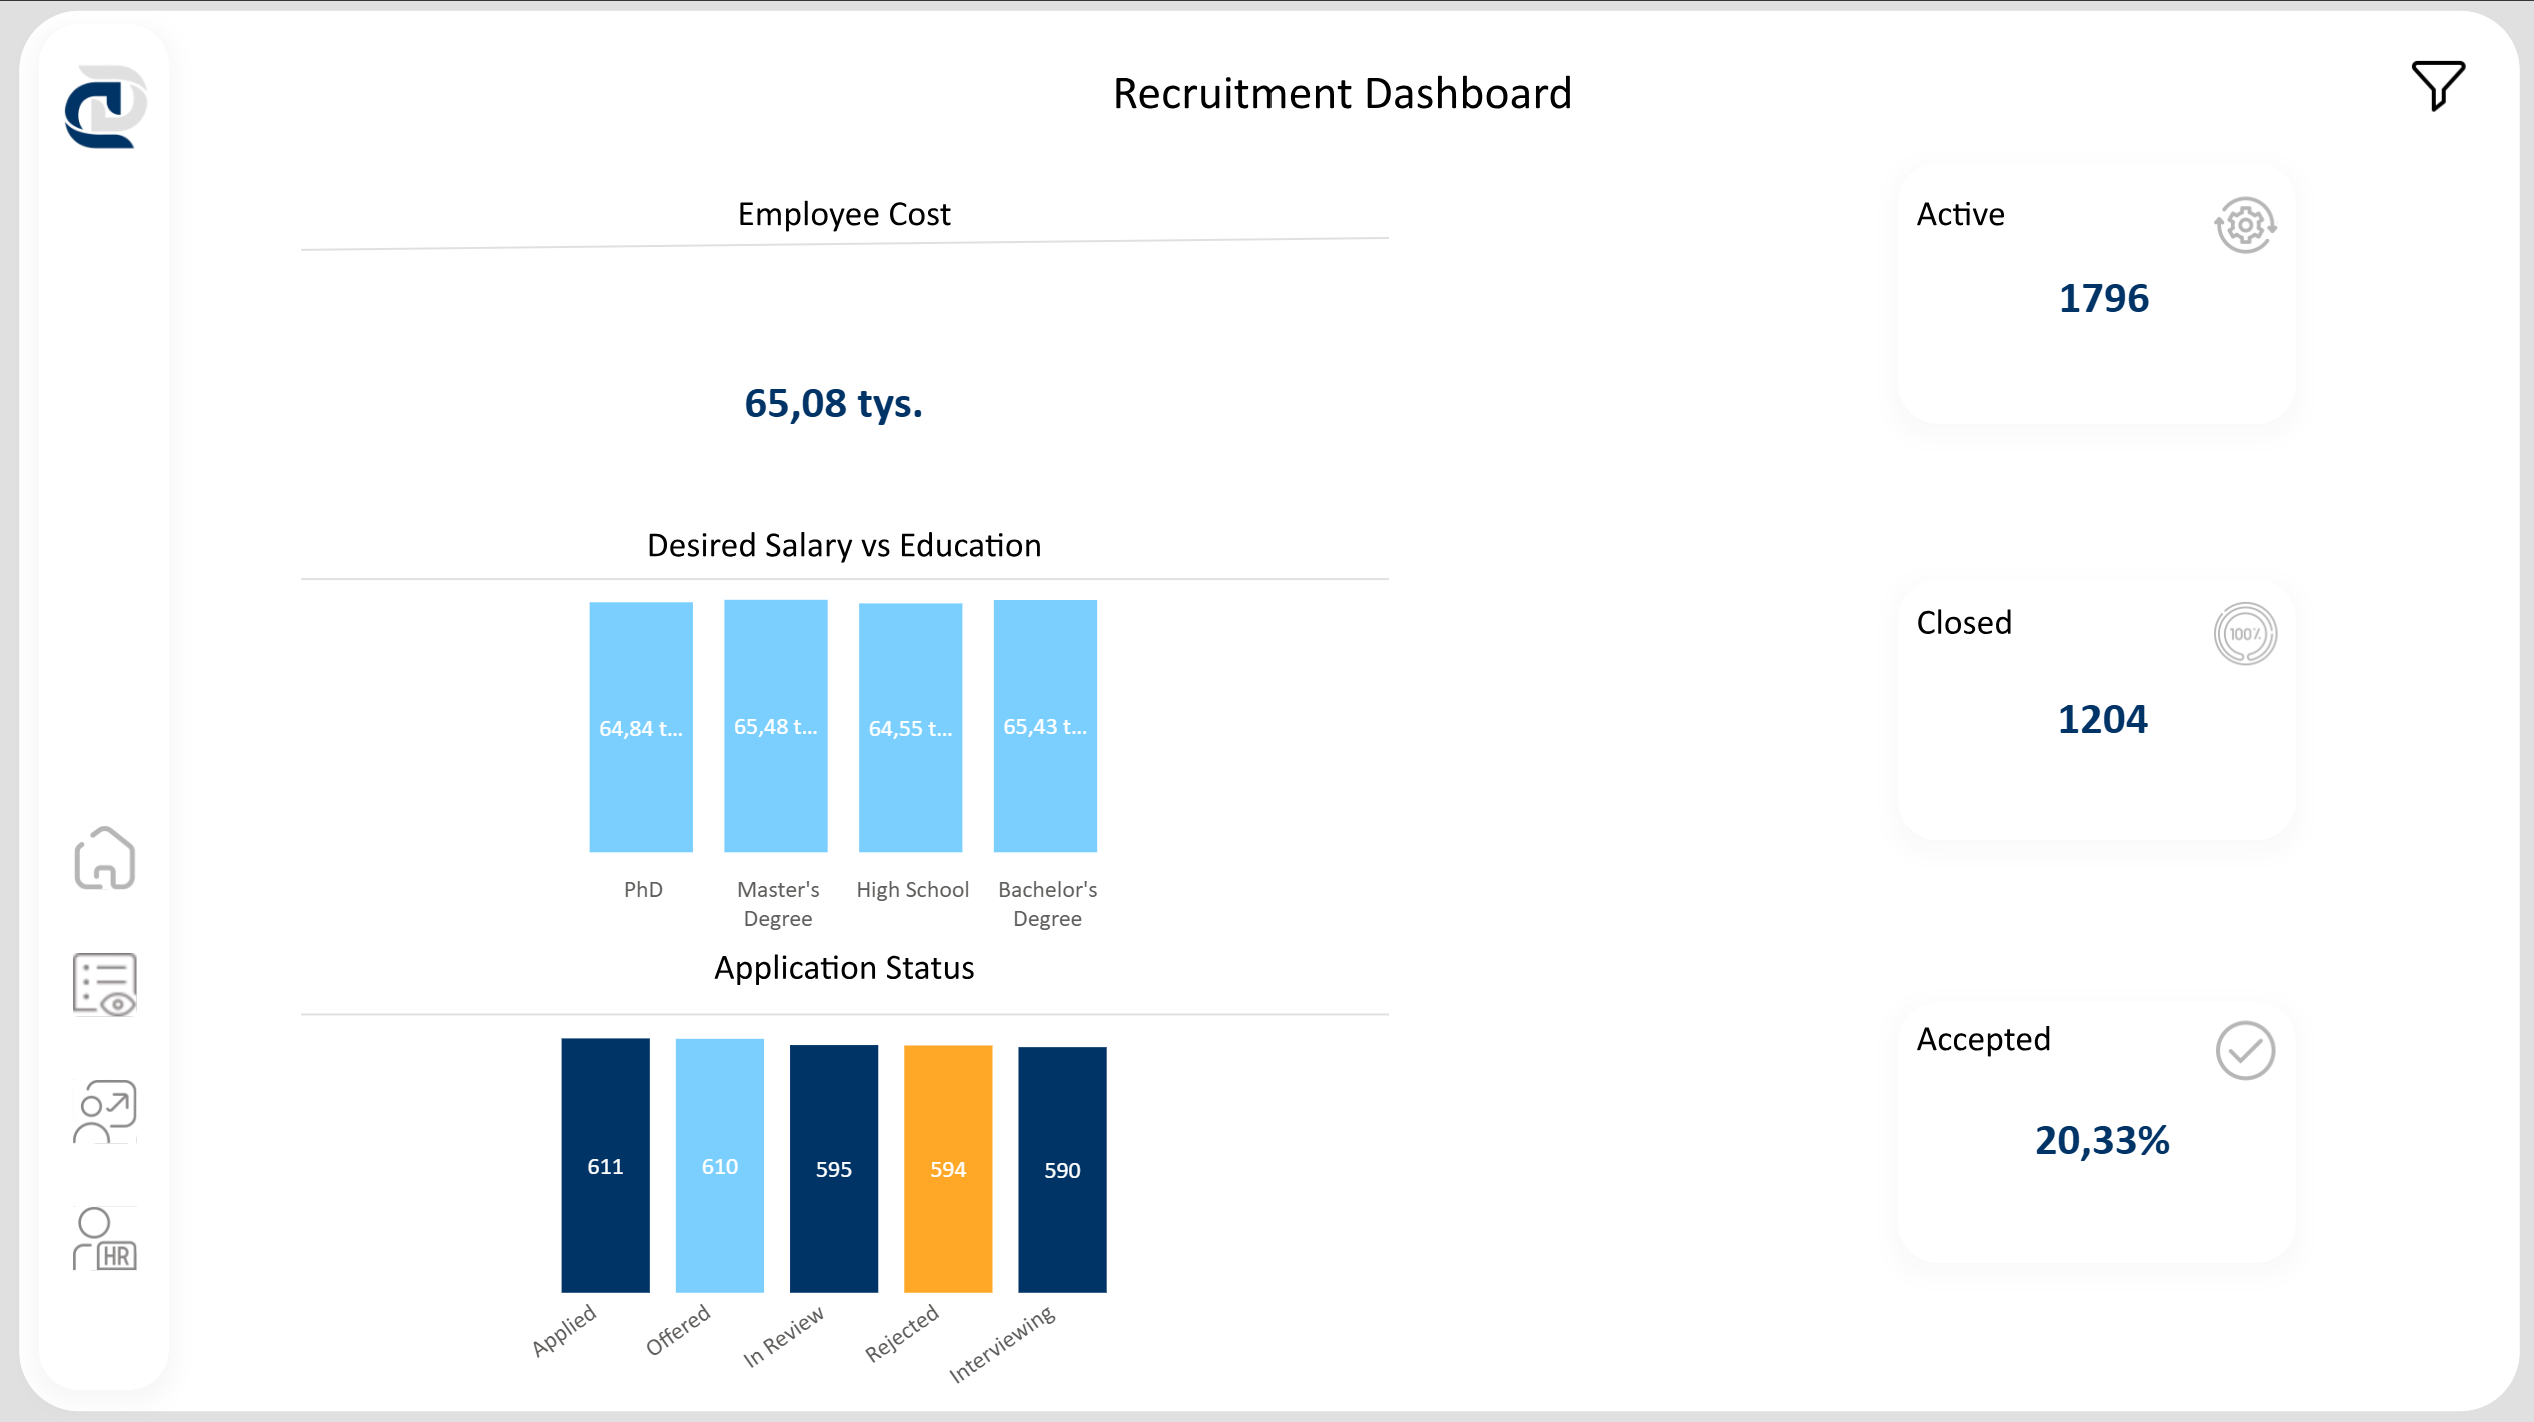 Recruitment Dashboard
Employee Cost
65,08 tys.
Desired Salary vs Education
64,84 t...
65,48 t...
64,55 t...
65,43 t...
PhD
Master's
Degree
High School
Bachelor's
Degree
Application Status
611
610
595
594
590
Applied
Offered
In Review
Rejected
Interviewing
Active
1796
Closed
100%
1204
Accepted
20,33%
HR